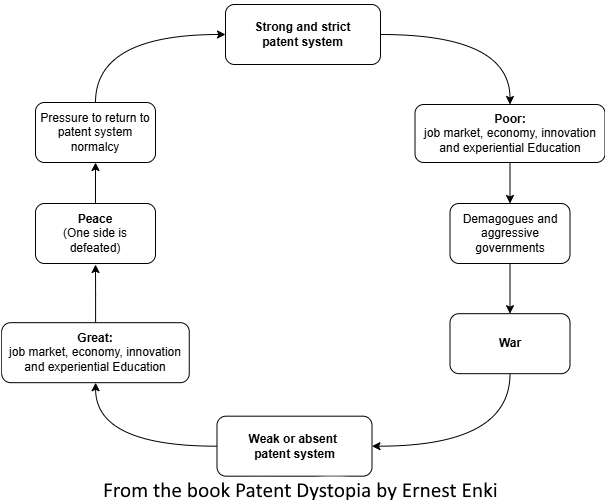 Strong and strict
patent system
Poor:
job market, economy, innovation
and experiential Education
Demagogues and
aggressive
governments
War
Weak or absent
patent system
Great:
job market, economy, innovation
and experiential Education
Peace
(One side is
defeated)
Pressure to return to
patent system
normalcy
From the book Patent Dystopia by Ernest Enki